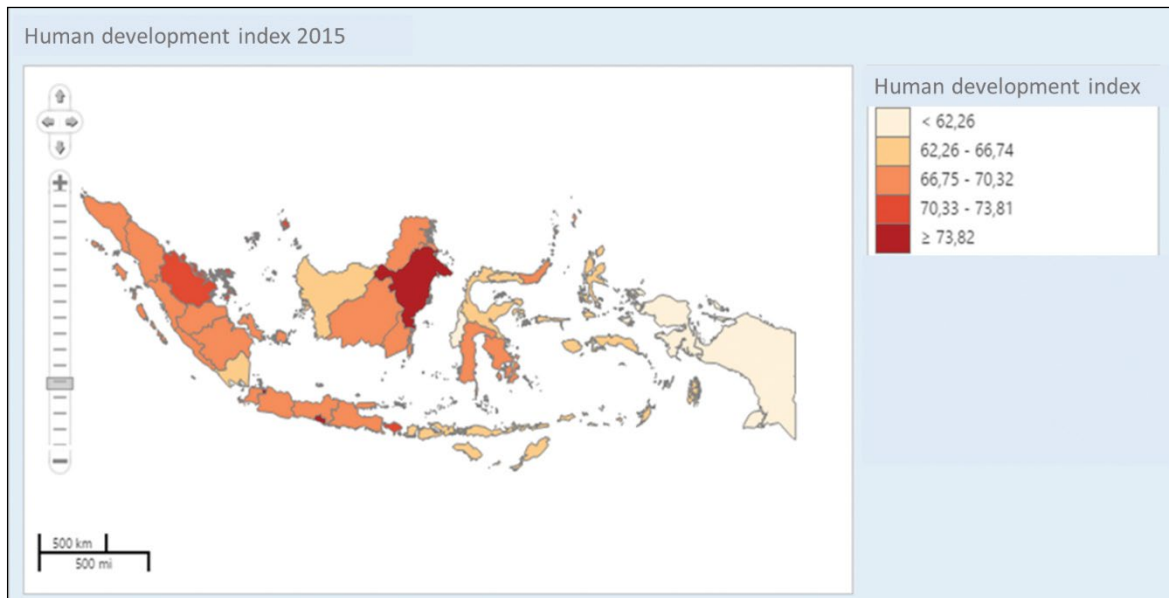 Human development index 2015
Human development index
< 62,26
62,26 - 66,74
66,75 - 70,32
70,33 - 73,81
≥ 73,82
500 km
500 mi